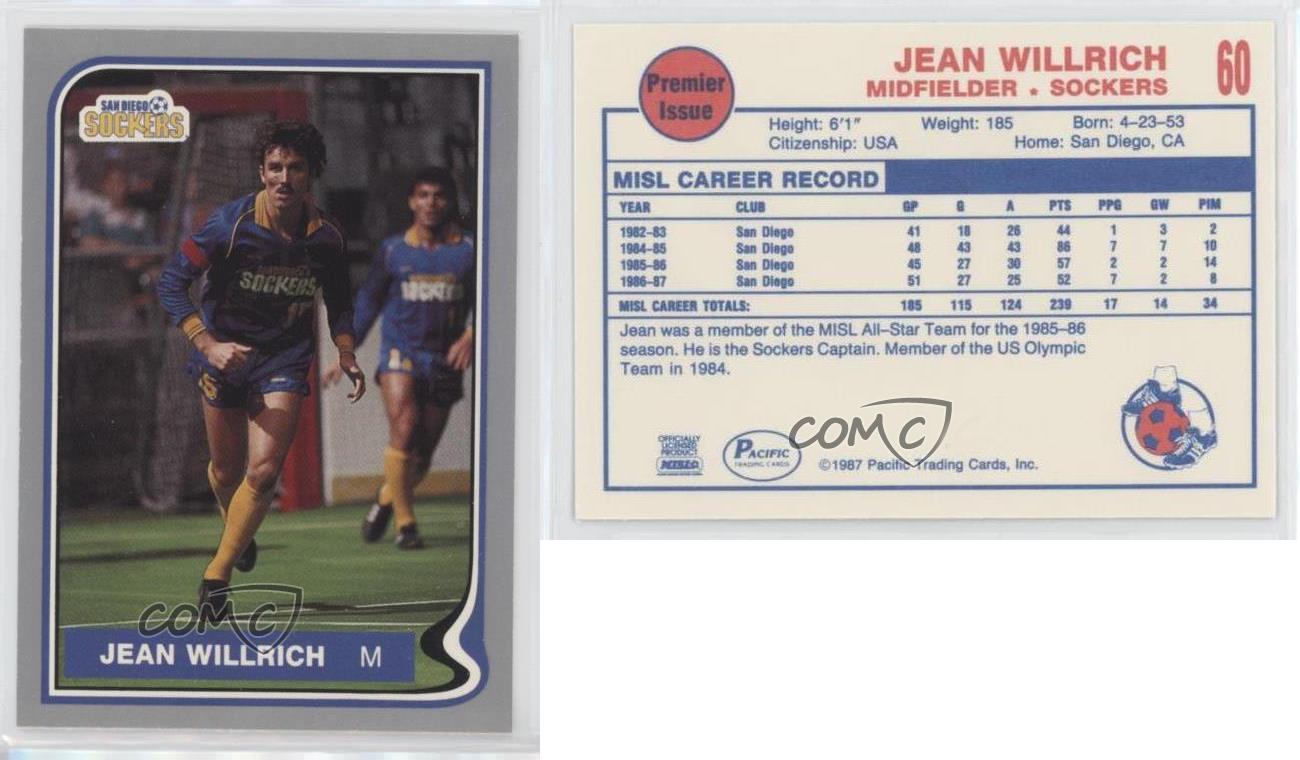 SAN DIEGO
SOCKERS
SOCKERS
COMC
JEAN WILLRICH M
Premier
Issue
JEAN WILLRICH
MIDFIELDER ★ SOCKERS
60
Height: 6'1" Weight: 185 Born: 4–23–53
Citizenship: USA Home: San Diego, CA
MISL CAREER RECORD
YEAR CLUB GP G A PTS PPG GW PIM
1982–83 San Diego 41 18 26 44 1 3 2
1984–85 San Diego 48 43 43 86 7 7 10
1985–86 San Diego 45 27 30 57 2 2 14
1986–87 San Diego 51 27 25 52 7 2 8
MISL CAREER TOTALS: 185 115 124 239 17 14 34
Jean was a member of the MISL All–Star Team for the 1985–86
season. He is the Sockers Captain. Member of the US Olympic
Team in 1984.
COMC
OFFICIALLY
LICENSED
PRODUCT
MISL
PACIFIC
TRADING CARDS
©1987 Pacific Trading Cards, Inc.